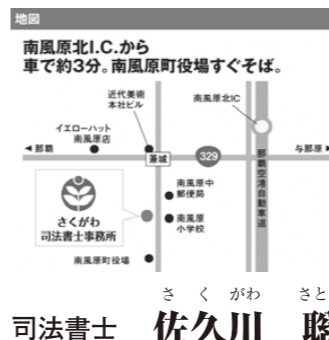 地図
南風原北I.C.から
車で約3分。南風原町役場すぐそば。
近代美術
本社ビル
南風原北IC
イエローハット
南風原店
◀那覇
兼城
329
与那原▶
南風原中
郵便局
那覇空港自動車道
さくがわ
司法書士事務所
南風原
小学校
南風原町役場
さくがわ さと
司法書士 佐久川 聡